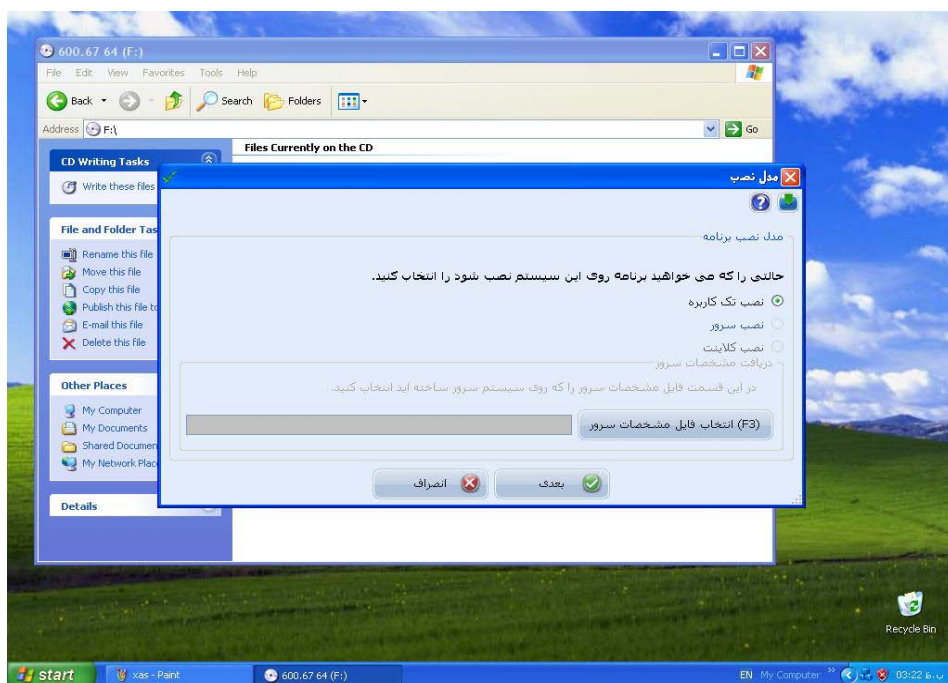 600.67 64 (F:)
File Edit View Favorites Tools Help
Back Search Folders
Address F:\ Go
CD Writing Tasks
Write these files
File and Folder Tas
Rename this file
Move this file
Copy this file
Publish this file to
E-mail this file
Delete this file
Other Places
My Computer
My Documents
Shared Documen
My Network Plac
Details
Files Currently on the CD
مدل نصب
مدل نصب برنامه
حالتی را که می خواهید برنامه روی این سیستم نصب شود را انتخاب کنید.
نصب تک کاربره
نصب سرور
نصب کلاینت
دریافت مشخصات سرور
در این قسمت فایل مشخصات سرور را که روی سیستم سرور ساخته اید انتخاب کنید.
(F3) انتخاب فایل مشخصات سرور
بعدی
انصراف
Recycle Bin
start xas - Paint 600.67 64 (F:) EN My Computer 03:22 ب.ظ